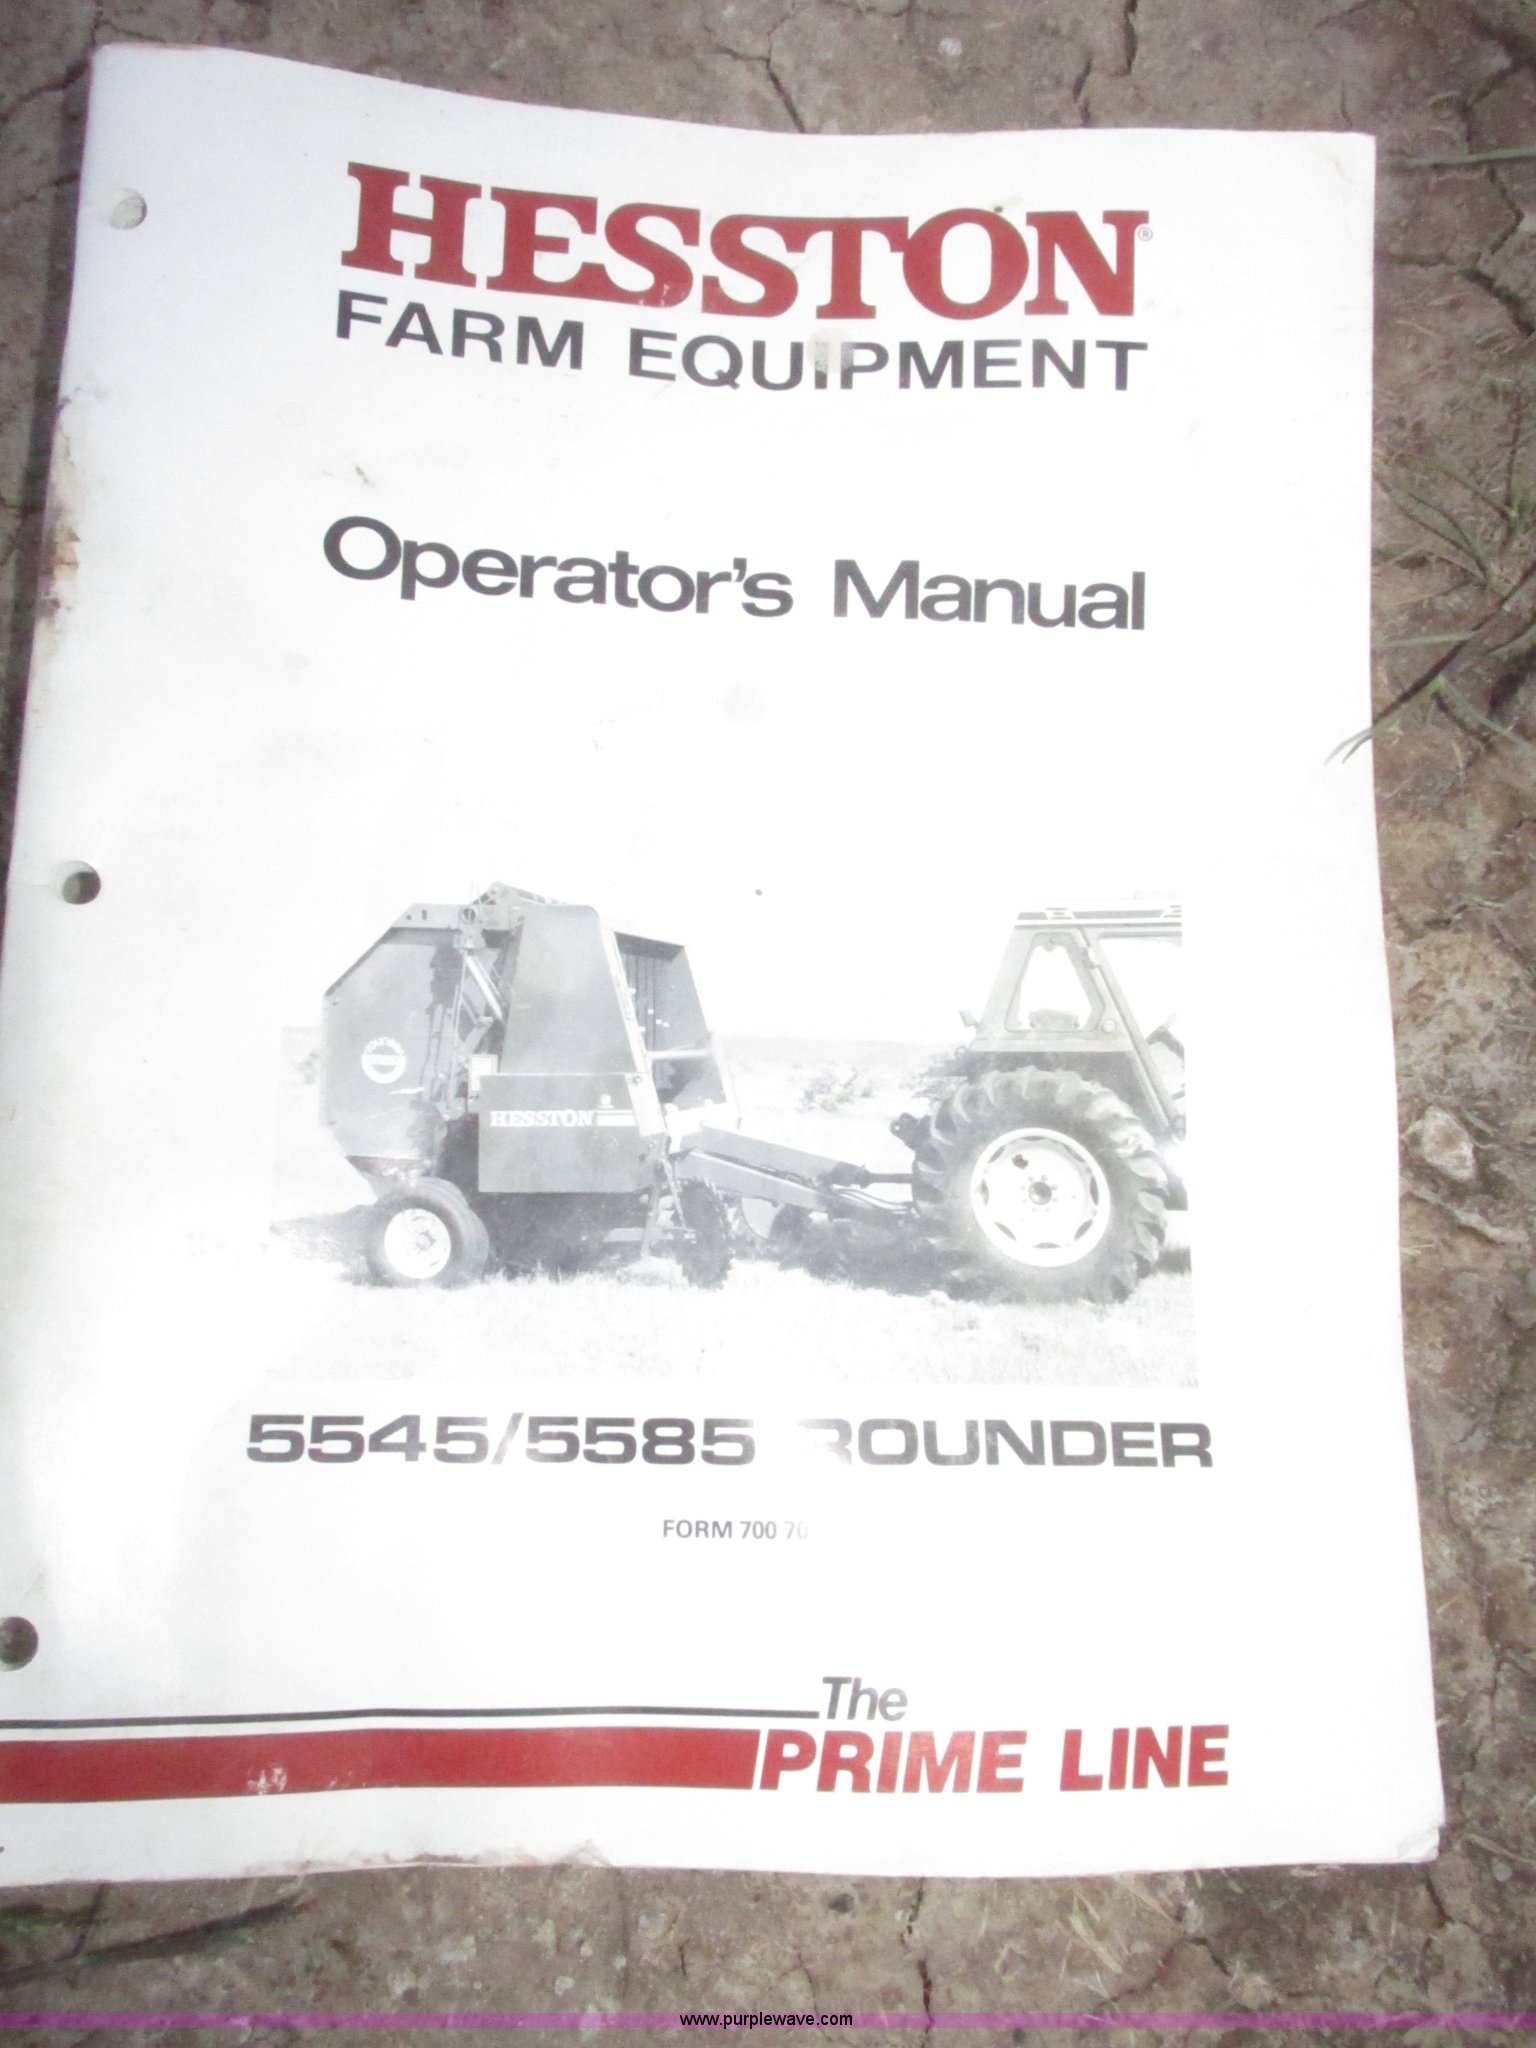 HESSTON®
FARM EQUIPMENT
Operator's Manual
HESSTON
5545/5585 ROUNDER
FORM 700 70
The
PRIME LINE
www.purplewave.com